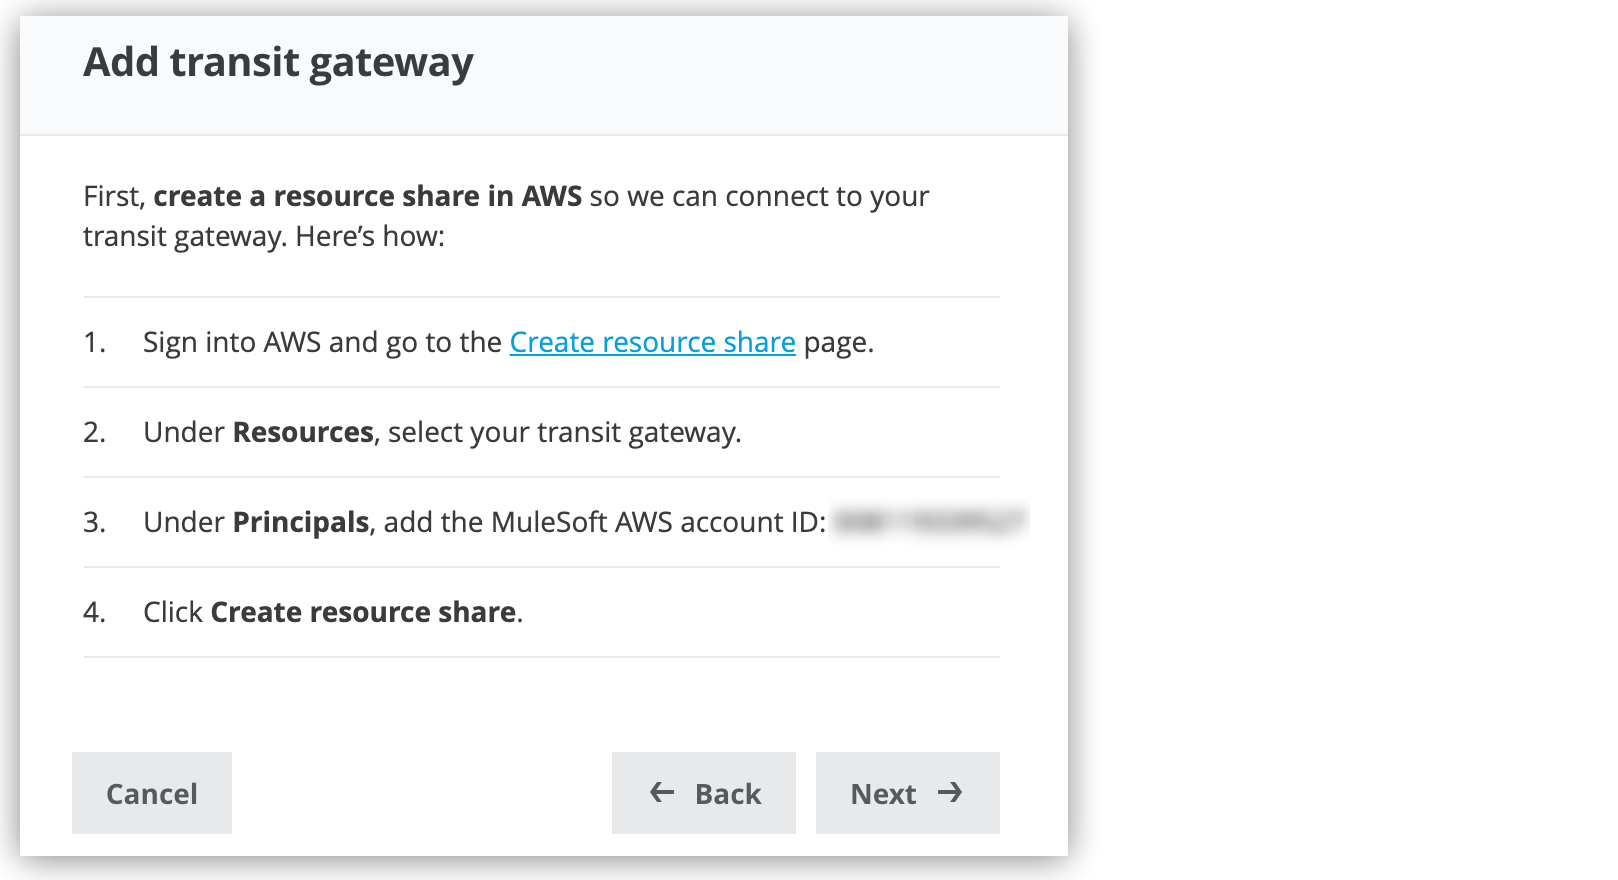 Add transit gateway
First, create a resource share in AWS so we can connect to your
transit gateway. Here’s how:
1. Sign into AWS and go to the Create resource share page.
2. Under Resources, select your transit gateway.
3. Under Principals, add the MuleSoft AWS account ID:
4. Click Create resource share.
Cancel
← Back
Next →